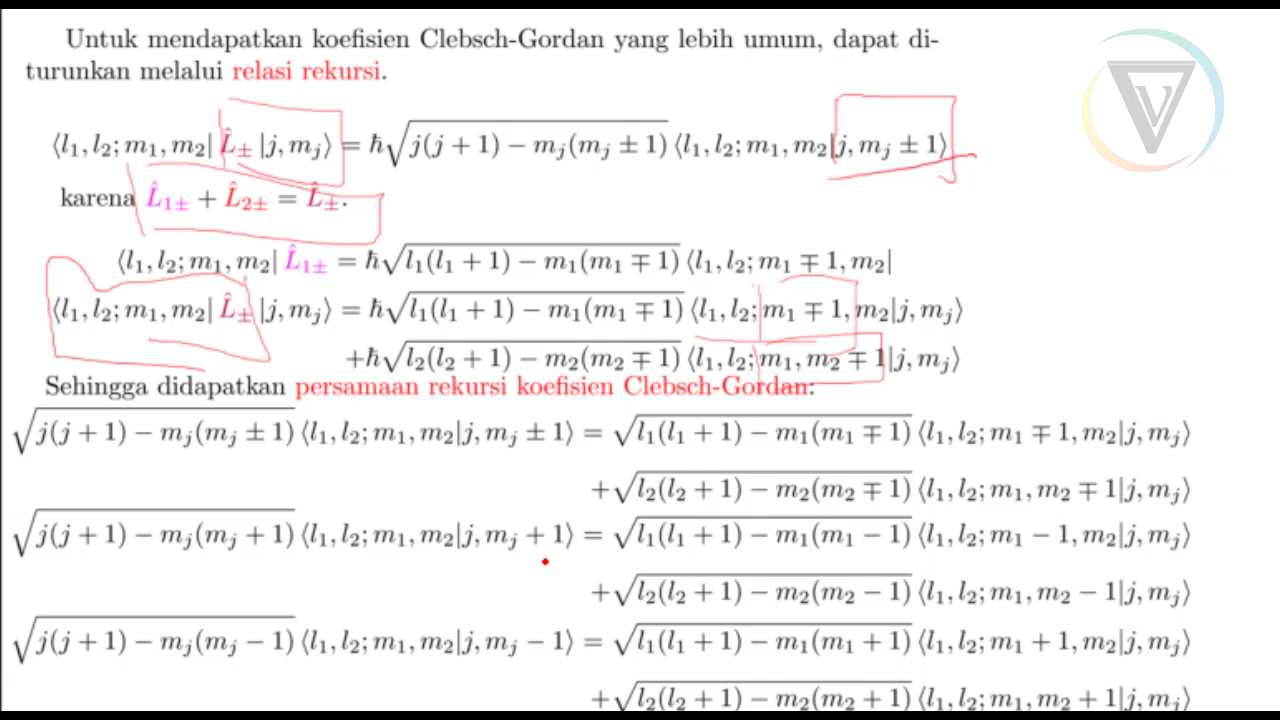 Untuk mendapatkan koefisien Clebsch-Gordan yang lebih umum, dapat di-
turunkan melalui relasi rekursi.
⟨l₁, l₂; m₁, m₂| L̂± |j, mⱼ⟩ = ħ√(j(j + 1) − mⱼ(mⱼ ± 1)) ⟨l₁, l₂; m₁, m₂|j, mⱼ ± 1⟩
karena L̂₁± + L̂₂± = L̂±.
⟨l₁, l₂; m₁, m₂| L̂₁± = ħ√(l₁(l₁ + 1) − m₁(m₁ ∓ 1)) ⟨l₁, l₂; m₁ ∓ 1, m₂|
⟨l₁, l₂; m₁, m₂| L̂± |j, mⱼ⟩ = ħ√(l₁(l₁ + 1) − m₁(m₁ ∓ 1)) ⟨l₁, l₂; m₁ ∓ 1, m₂|j, mⱼ⟩
+ħ√(l₂(l₂ + 1) − m₂(m₂ ∓ 1)) ⟨l₁, l₂; m₁, m₂ ∓ 1|j, mⱼ⟩
Sehingga didapatkan persamaan rekursi koefisien Clebsch-Gordan:
√(j(j + 1) − mⱼ(mⱼ ± 1)) ⟨l₁, l₂; m₁, m₂|j, mⱼ ± 1⟩ = √(l₁(l₁ + 1) − m₁(m₁ ∓ 1)) ⟨l₁, l₂; m₁ ∓ 1, m₂|j, mⱼ⟩
+√(l₂(l₂ + 1) − m₂(m₂ ∓ 1)) ⟨l₁, l₂; m₁, m₂ ∓ 1|j, mⱼ⟩
√(j(j + 1) − mⱼ(mⱼ + 1)) ⟨l₁, l₂; m₁, m₂|j, mⱼ + 1⟩ = √(l₁(l₁ + 1) − m₁(m₁ − 1)) ⟨l₁, l₂; m₁ − 1, m₂|j, mⱼ⟩
+√(l₂(l₂ + 1) − m₂(m₂ − 1)) ⟨l₁, l₂; m₁, m₂ − 1|j, mⱼ⟩
√(j(j + 1) − mⱼ(mⱼ − 1)) ⟨l₁, l₂; m₁, m₂|j, mⱼ − 1⟩ = √(l₁(l₁ + 1) − m₁(m₁ + 1)) ⟨l₁, l₂; m₁ + 1, m₂|j, mⱼ⟩
+√(l₂(l₂ + 1) − m₂(m₂ + 1)) ⟨l₁, l₂; m₁, m₂ + 1|j, mⱼ⟩